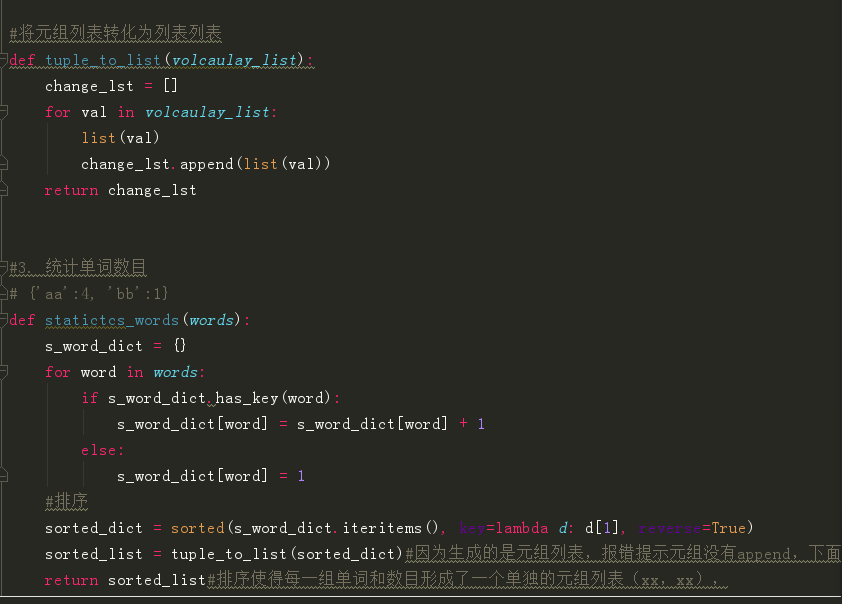 #将元组列表转化为列表列表
def tuple_to_list(volcaulay_list):
    change_lst = []
    for val in volcaulay_list:
        list(val)
        change_lst.append(list(val))
    return change_lst
#3. 统计单词数目
# {'aa':4, 'bb':1}
def statictcs_words(words):
    s_word_dict = {}
    for word in words:
        if s_word_dict.has_key(word):
            s_word_dict[word] = s_word_dict[word] + 1
        else:
            s_word_dict[word] = 1
    #排序
    sorted_dict = sorted(s_word_dict.iteritems(), key=lambda d: d[1], reverse=True)
    sorted_list = tuple_to_list(sorted_dict)#因为生成的是元组列表，报错提示元组没有append，下面
    return sorted_list#排序使得每一组单词和数目形成了一个单独的元组列表（xx，xx），